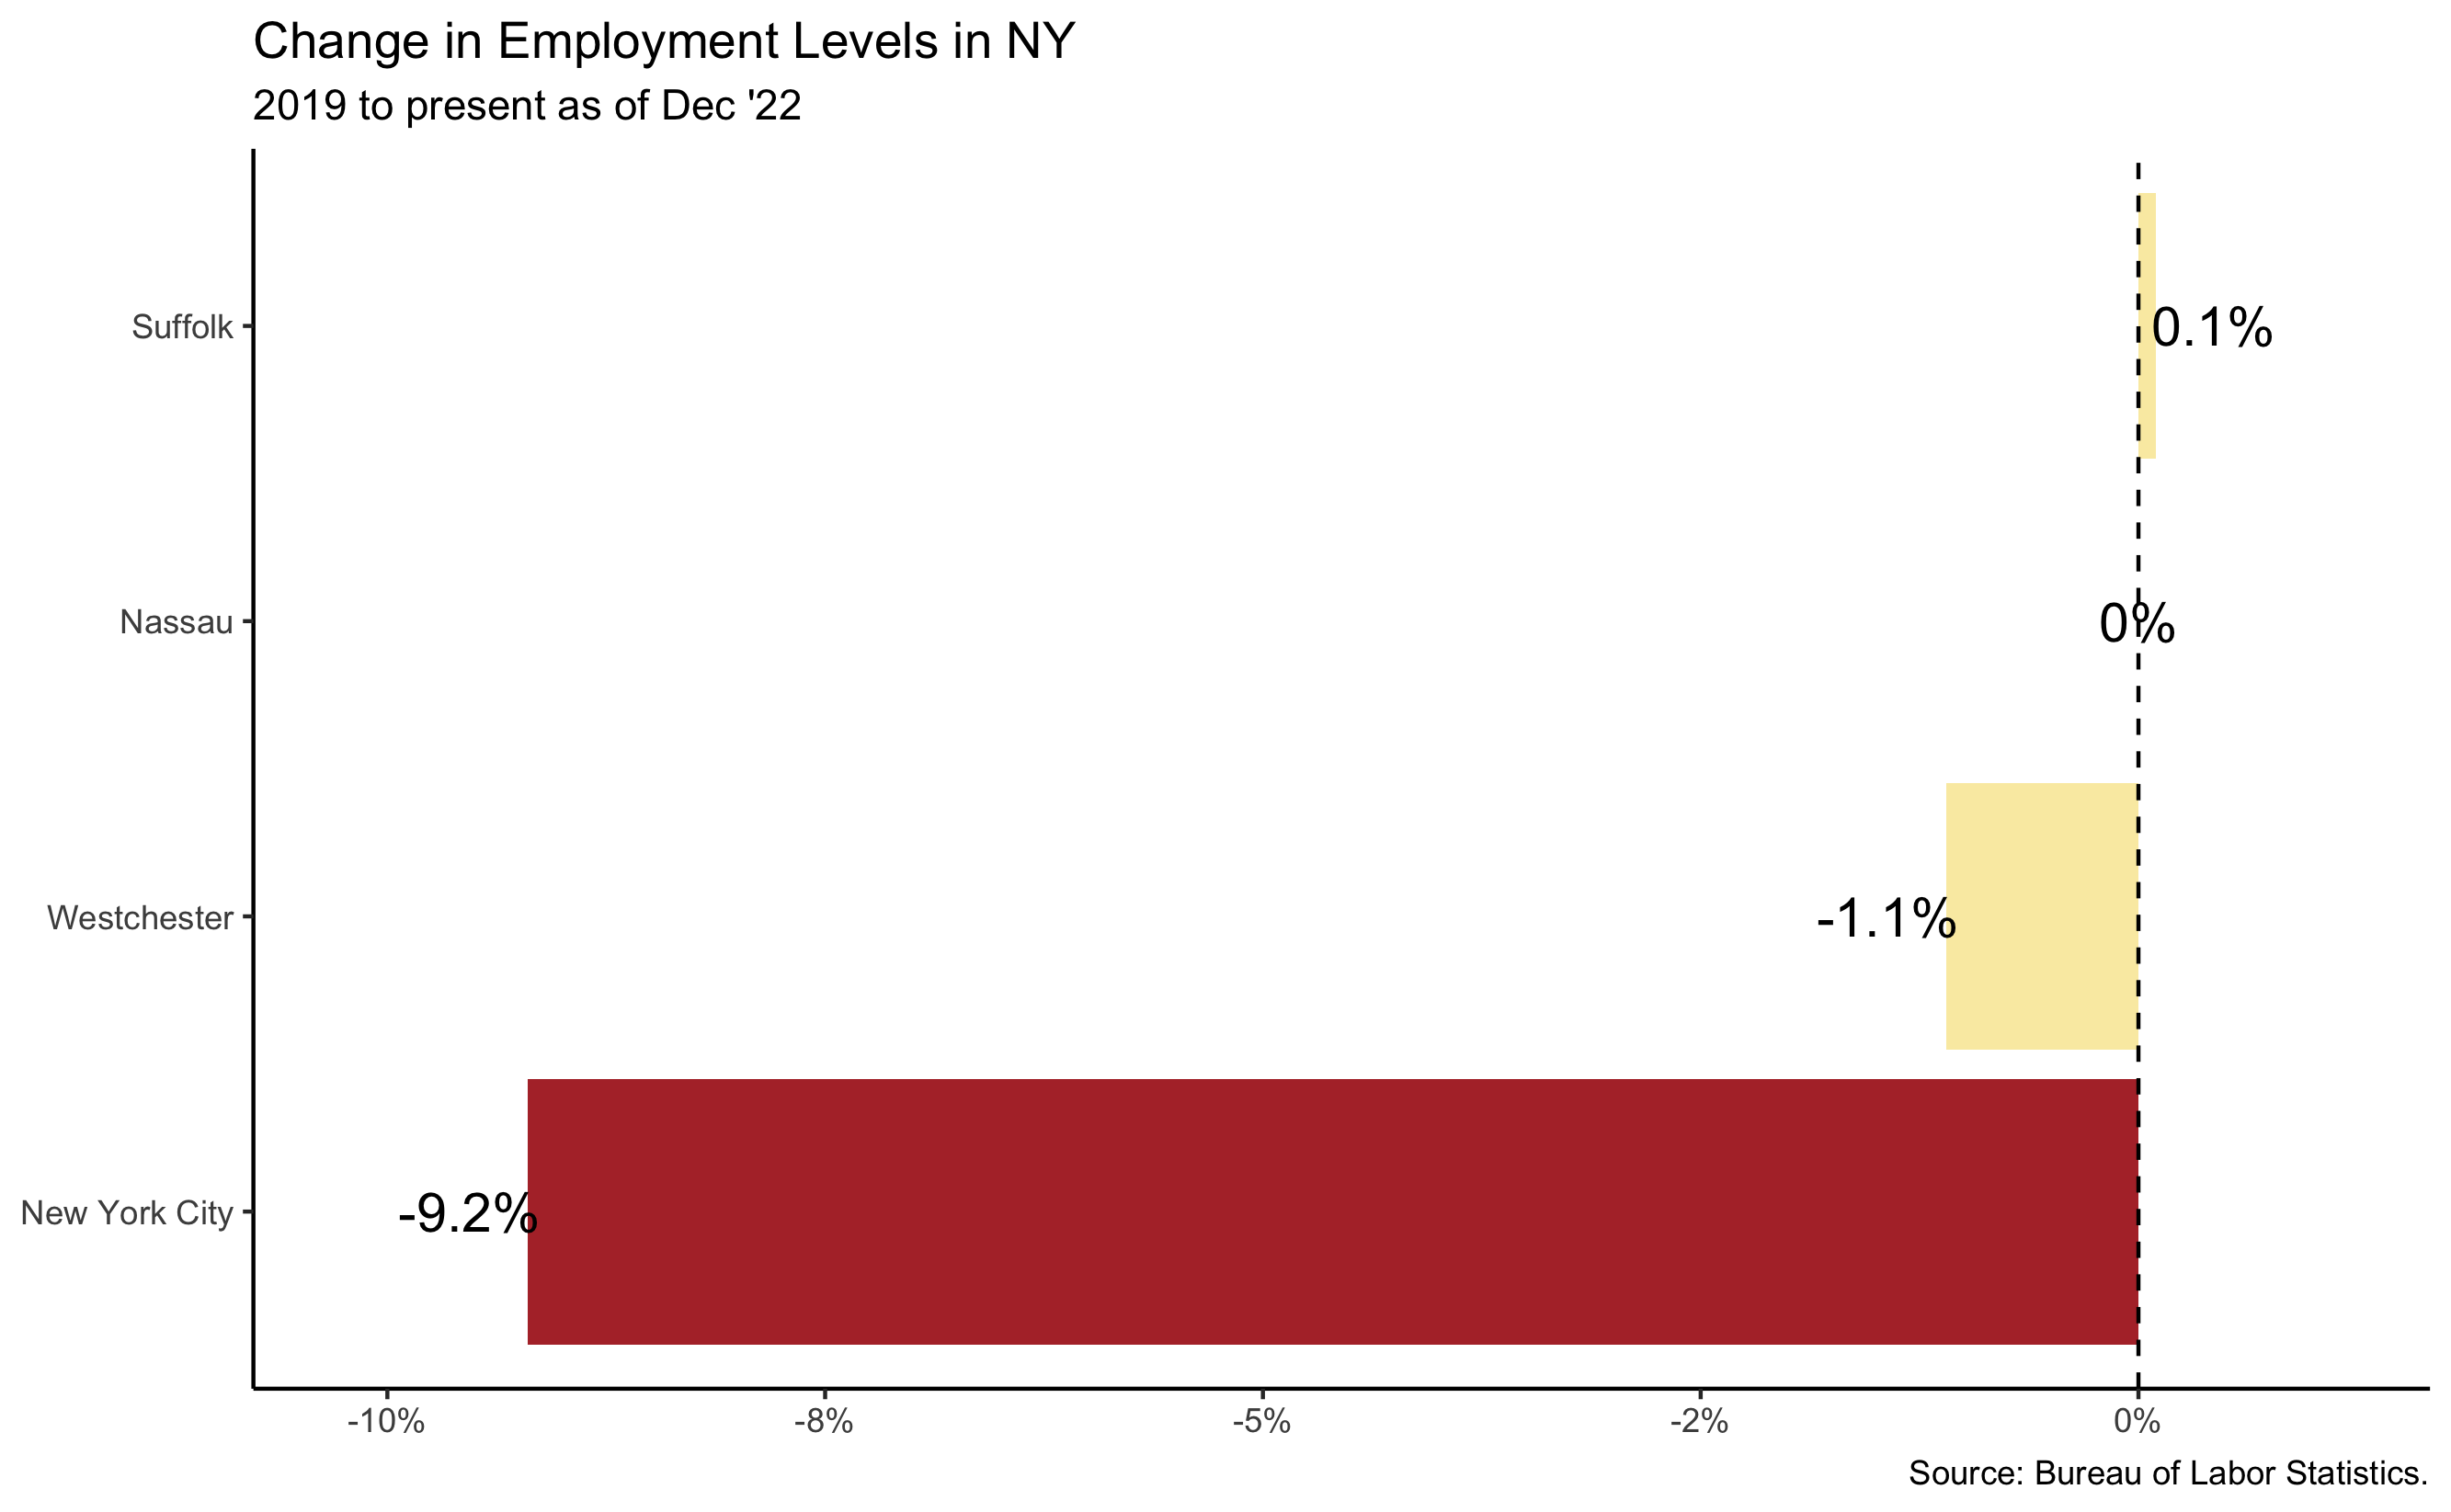 Change in Employment Levels in NY
2019 to present as of Dec '22
Suffolk
0.1%
Nassau
0%
Westchester
-1.1%
New York City
-9.2%
-10%
-8%
-5%
-2%
0%
Source: Bureau of Labor Statistics.